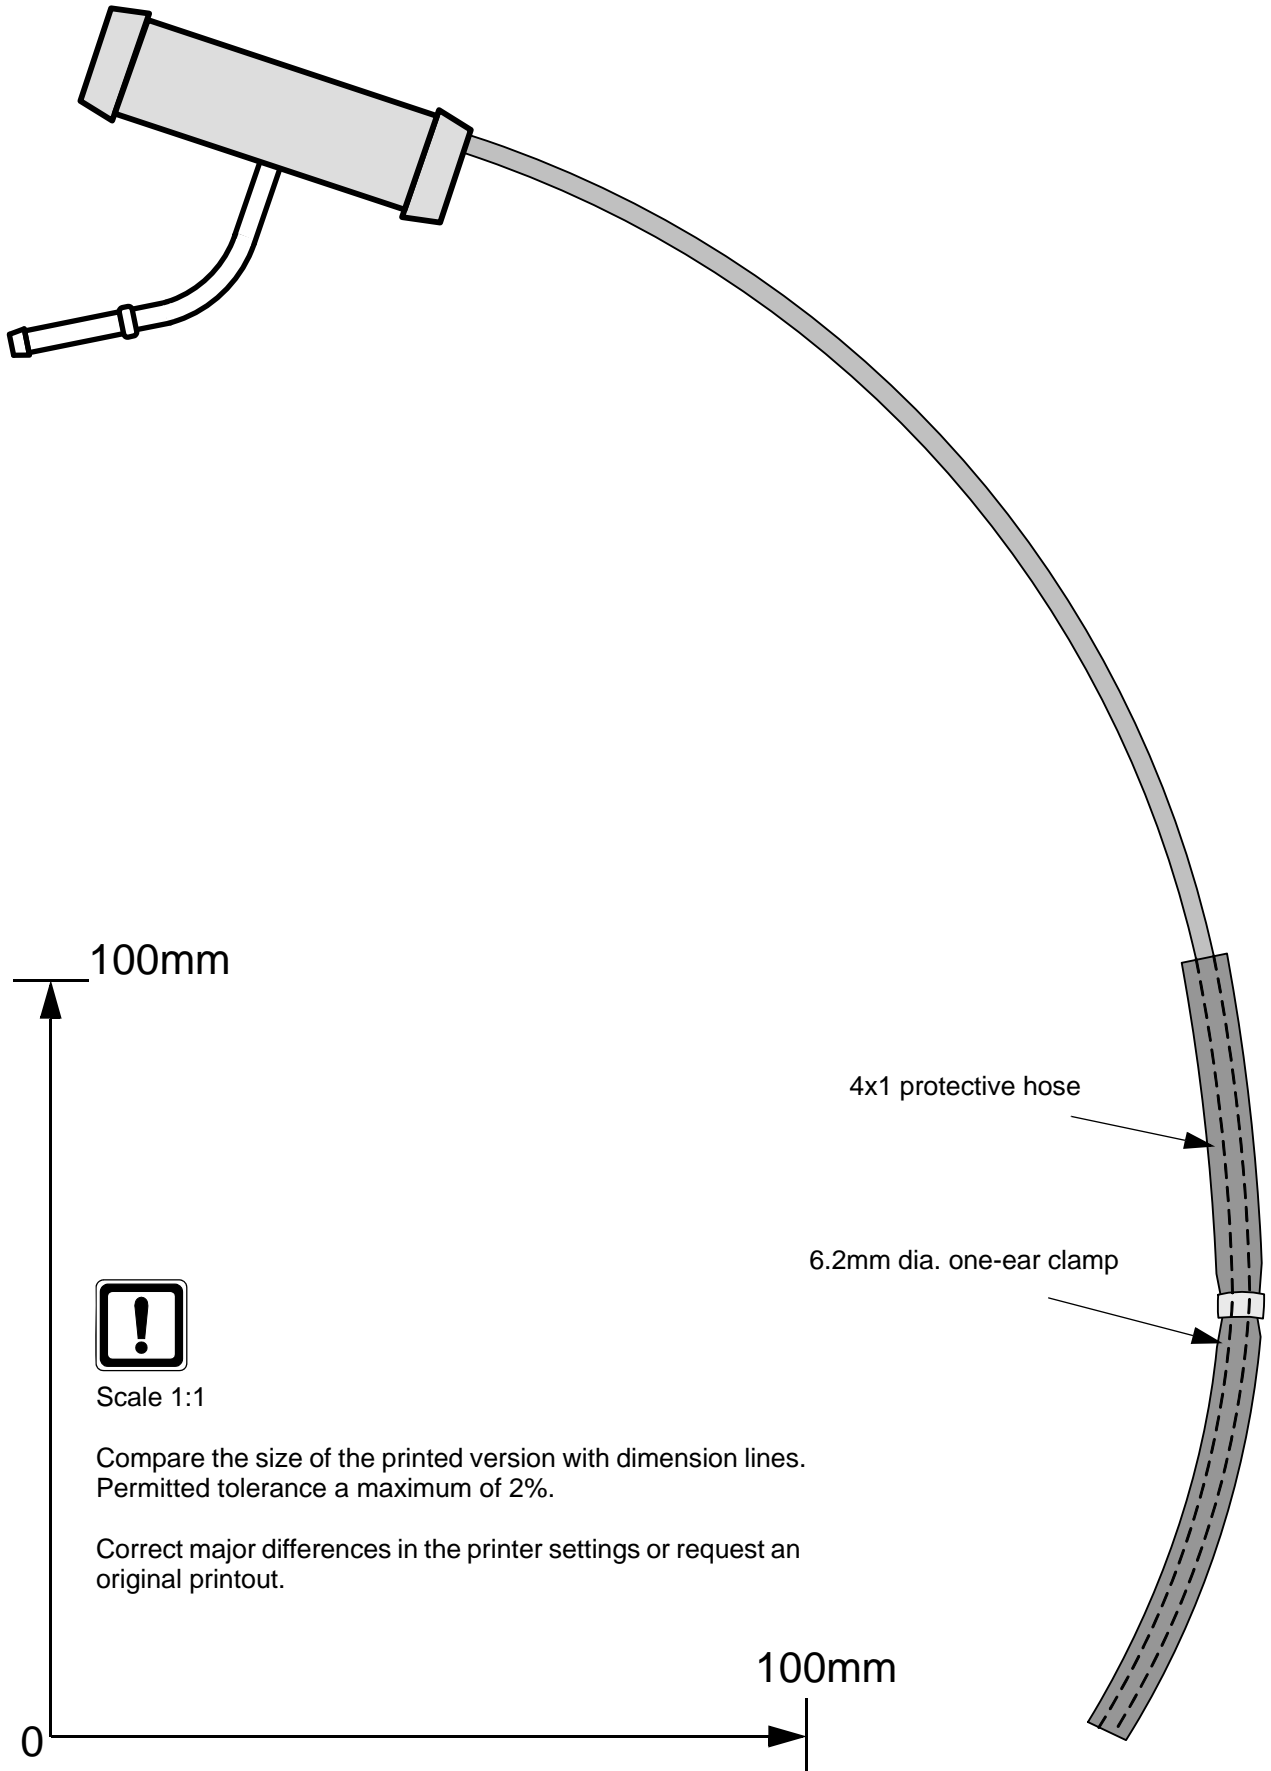 100mm
4x1 protective hose
6.2mm dia. one-ear clamp
!
Scale 1:1
Compare the size of the printed version with dimension lines.
Permitted tolerance a maximum of 2%.
Correct major differences in the printer settings or request an
original printout.
100mm
0